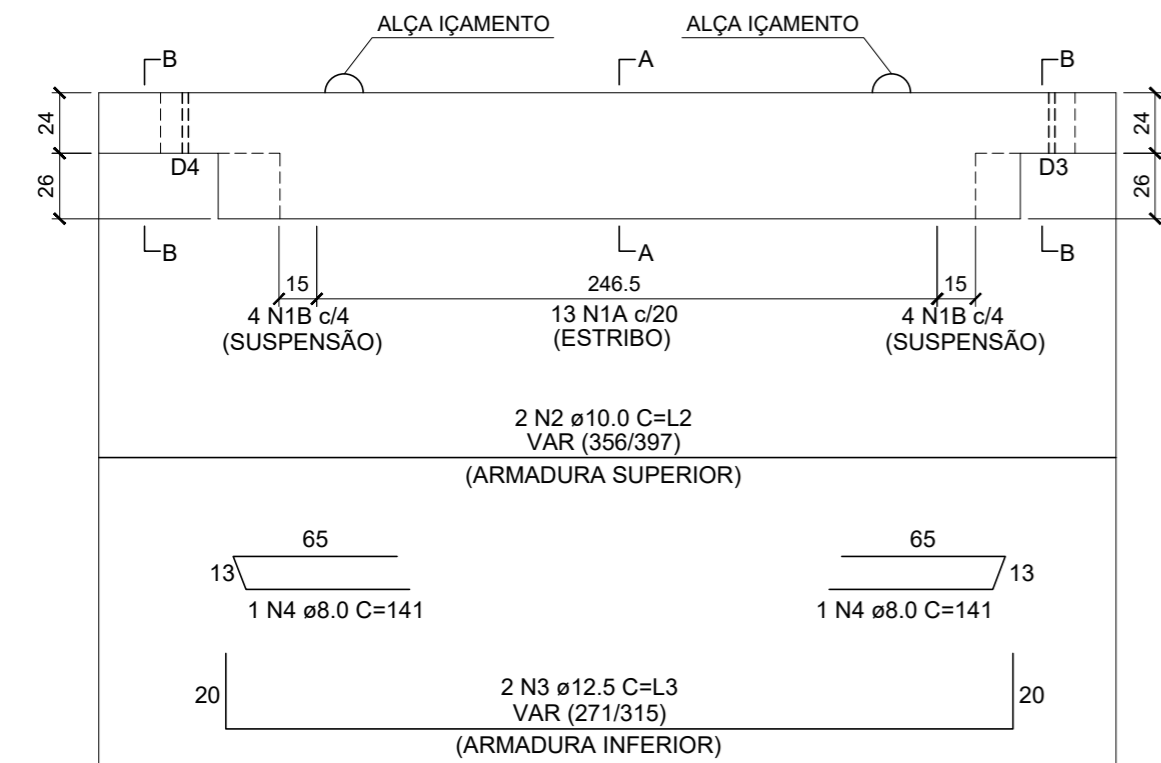 ALÇA IÇAMENTO
ALÇA IÇAMENTO
B
A
B
24
24
D4
D3
26
26
B
A
B
15
246.5
15
4 N1B c/4
(SUSPENSÃO)
13 N1A c/20
(ESTRIBO)
4 N1B c/4
(SUSPENSÃO)
2 N2 ø10.0 C=L2
VAR (356/397)
(ARMADURA SUPERIOR)
65
65
13
13
1 N4 ø8.0 C=141
1 N4 ø8.0 C=141
20
2 N3 ø12.5 C=L3
VAR (271/315)
20
(ARMADURA INFERIOR)